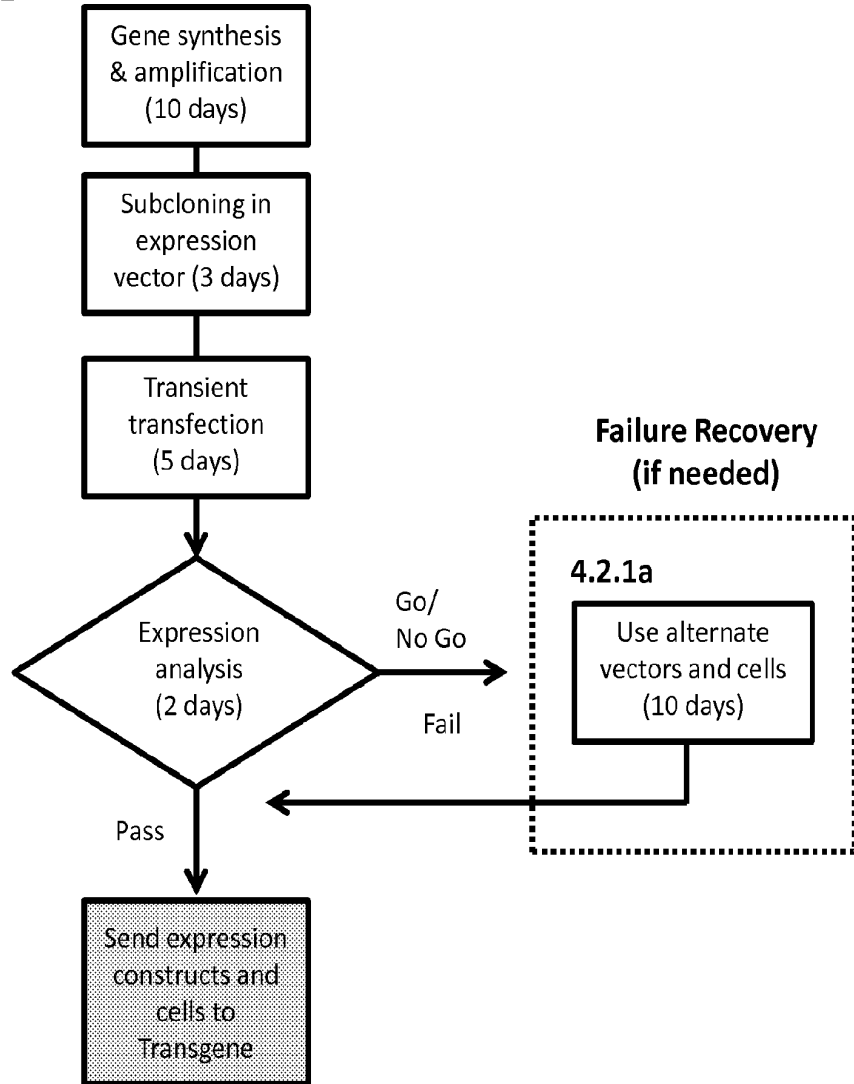 Gene synthesis
& amplification
(10 days)
Subcloning in
expression
vector (3 days)
Transient
transfection
(5 days)
Failure Recovery
(if needed)
4.2.1a
Use alternate
vectors and cells
(10 days)
Expression
analysis
(2 days)
Go/
No Go
Fail
Pass
Send expression
constructs and
cells to
Transgene